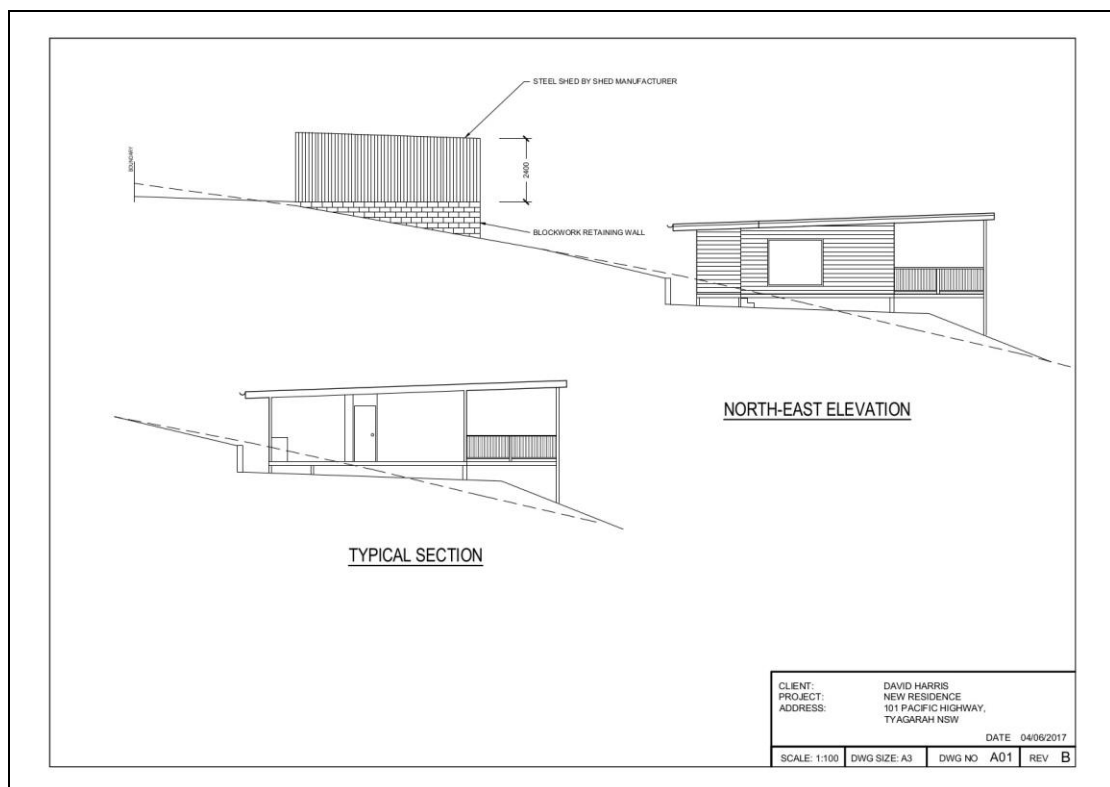 STEEL SHED BY SHED MANUFACTURER
BOUNDARY
2400
BLOCKWORK RETAINING WALL
NORTH-EAST ELEVATION
TYPICAL SECTION
CLIENT: DAVID HARRIS
PROJECT: NEW RESIDENCE
ADDRESS: 101 PACIFIC HIGHWAY,
TYAGARAH NSW
DATE 04/06/2017
SCALE: 1:100 DWG SIZE: A3 DWG NO A01 REV B